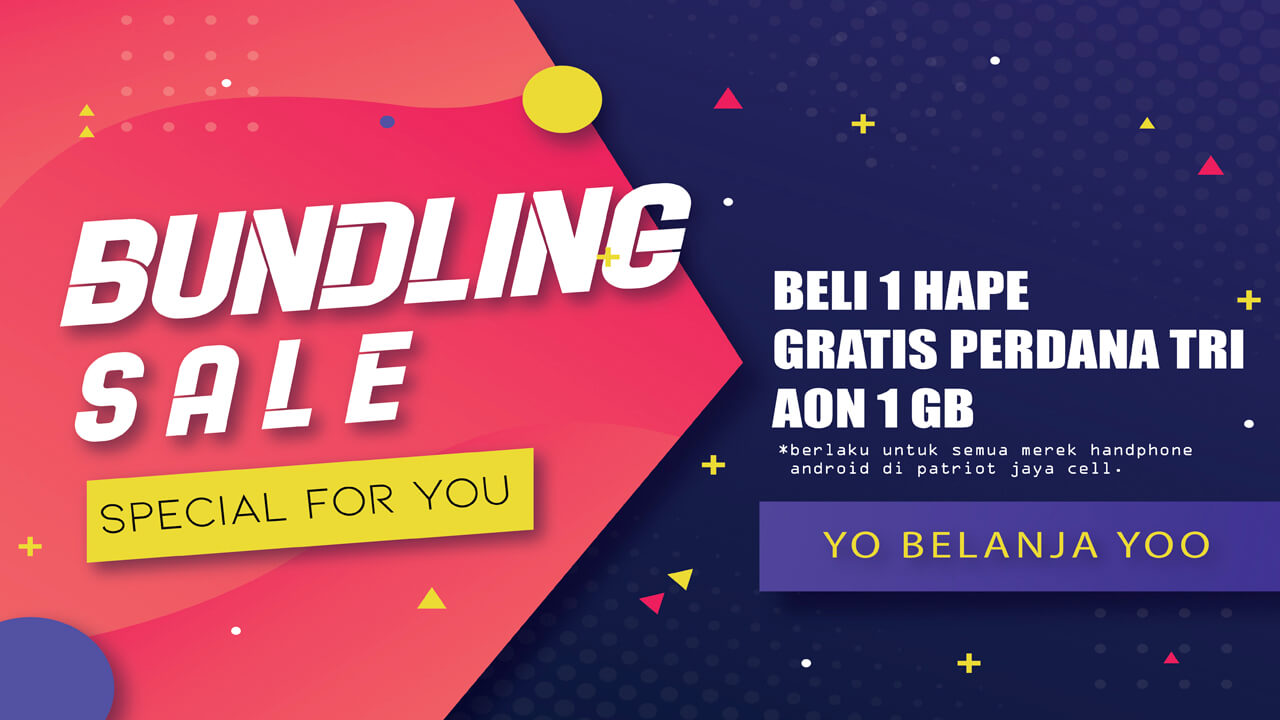 BUNDLING
SALE
SPECIAL FOR YOU
BELI 1 HAPE
GRATIS PERDANA TRI
AON 1 GB
*berlaku untuk semua merek handphone
android di patriot jaya cell.
YO BELANJA YOO